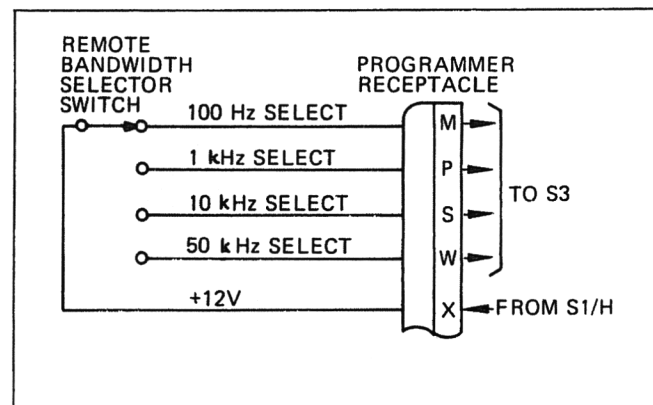 REMOTE
BANDWIDTH
SELECTOR
SWITCH
PROGRAMMER
RECEPTACLE
100 Hz SELECT
M
1 kHz SELECT
P
TO S3
10 kHz SELECT
S
50 kHz SELECT
W
+12V
X
FROM S1/H